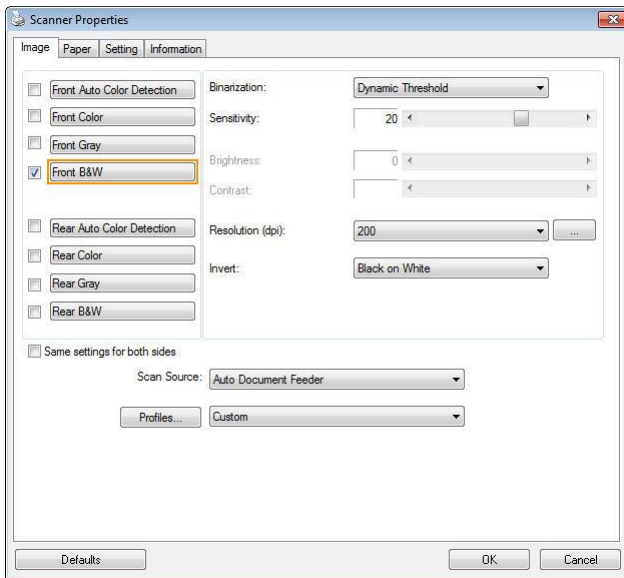 Scanner Properties
Image Paper Setting Information
Front Auto Color Detection
Front Color
Front Gray
Front B&W
Rear Auto Color Detection
Rear Color
Rear Gray
Rear B&W
Binarization: Dynamic Threshold
Sensitivity: 20
Brightness: 0
Contrast:
Resolution (dpi): 200 ...
Invert: Black on White
Same settings for both sides
Scan Source: Auto Document Feeder
Profiles... Custom
Defaults OK Cancel